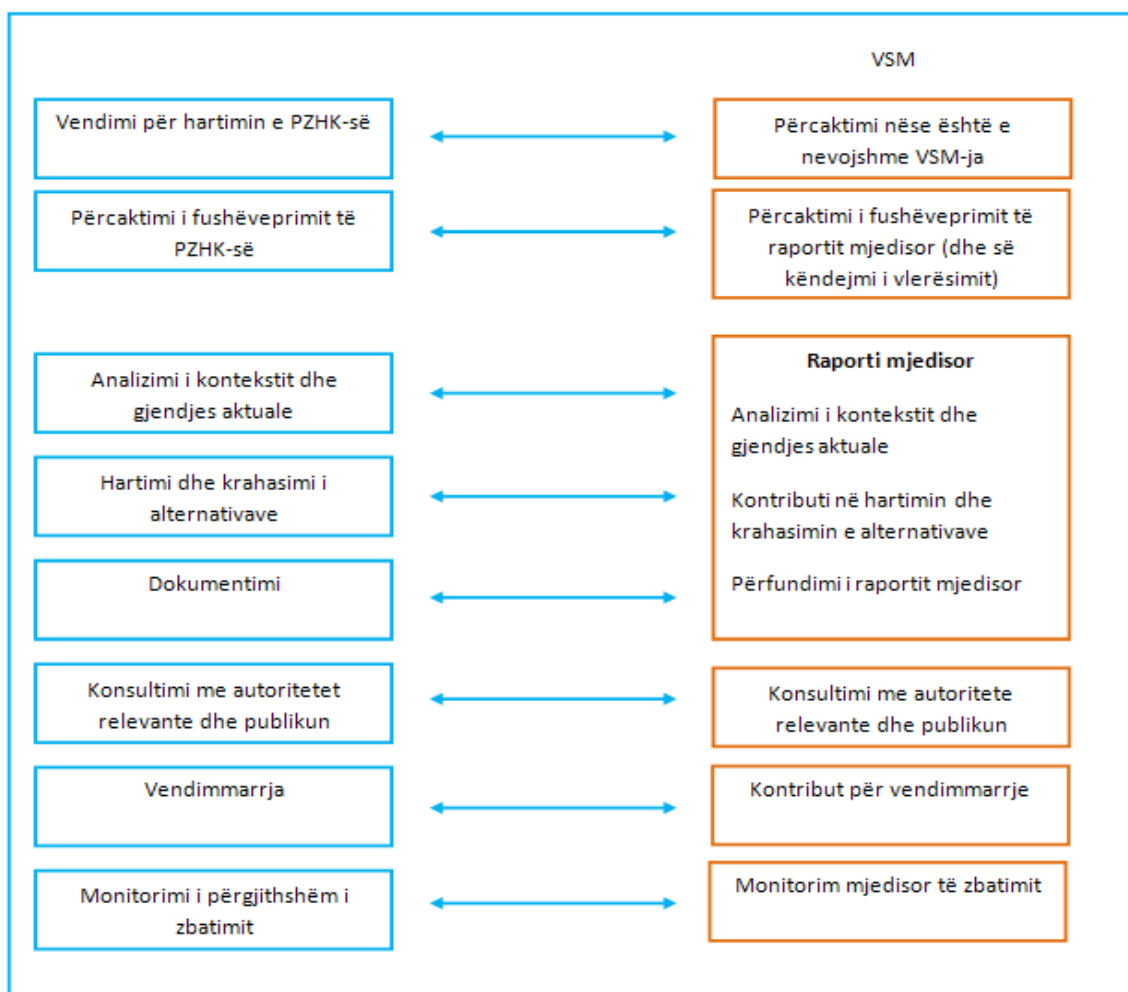 VSM
Vendimi për hartimin e PZHK-së
Përcaktimi nëse është e
nevojshme VSM-ja
Përcaktimi i fushëveprimit të
PZHK-së
Përcaktimi i fushëveprimit të
raportit mjedisor (dhe së
këndejmi i vlerësimit)
Analizimi i kontekstit dhe
gjendjes aktuale
Hartimi dhe krahasimi i
alternativave
Dokumentimi
Raporti mjedisor
Analizimi i kontekstit dhe
gjendjes aktuale
Kontributi në hartimin dhe
krahasimin e alternativave
Përfundimi i raportit mjedisor
Konsultimi me autoritetet
relevante dhe publikun
Konsultimi me autoritete
relevante dhe publikun
Vendimmarrja
Kontribut për vendimmarrje
Monitorimi i përgjithshëm i
zbatimit
Monitorim mjedisor të zbatimit